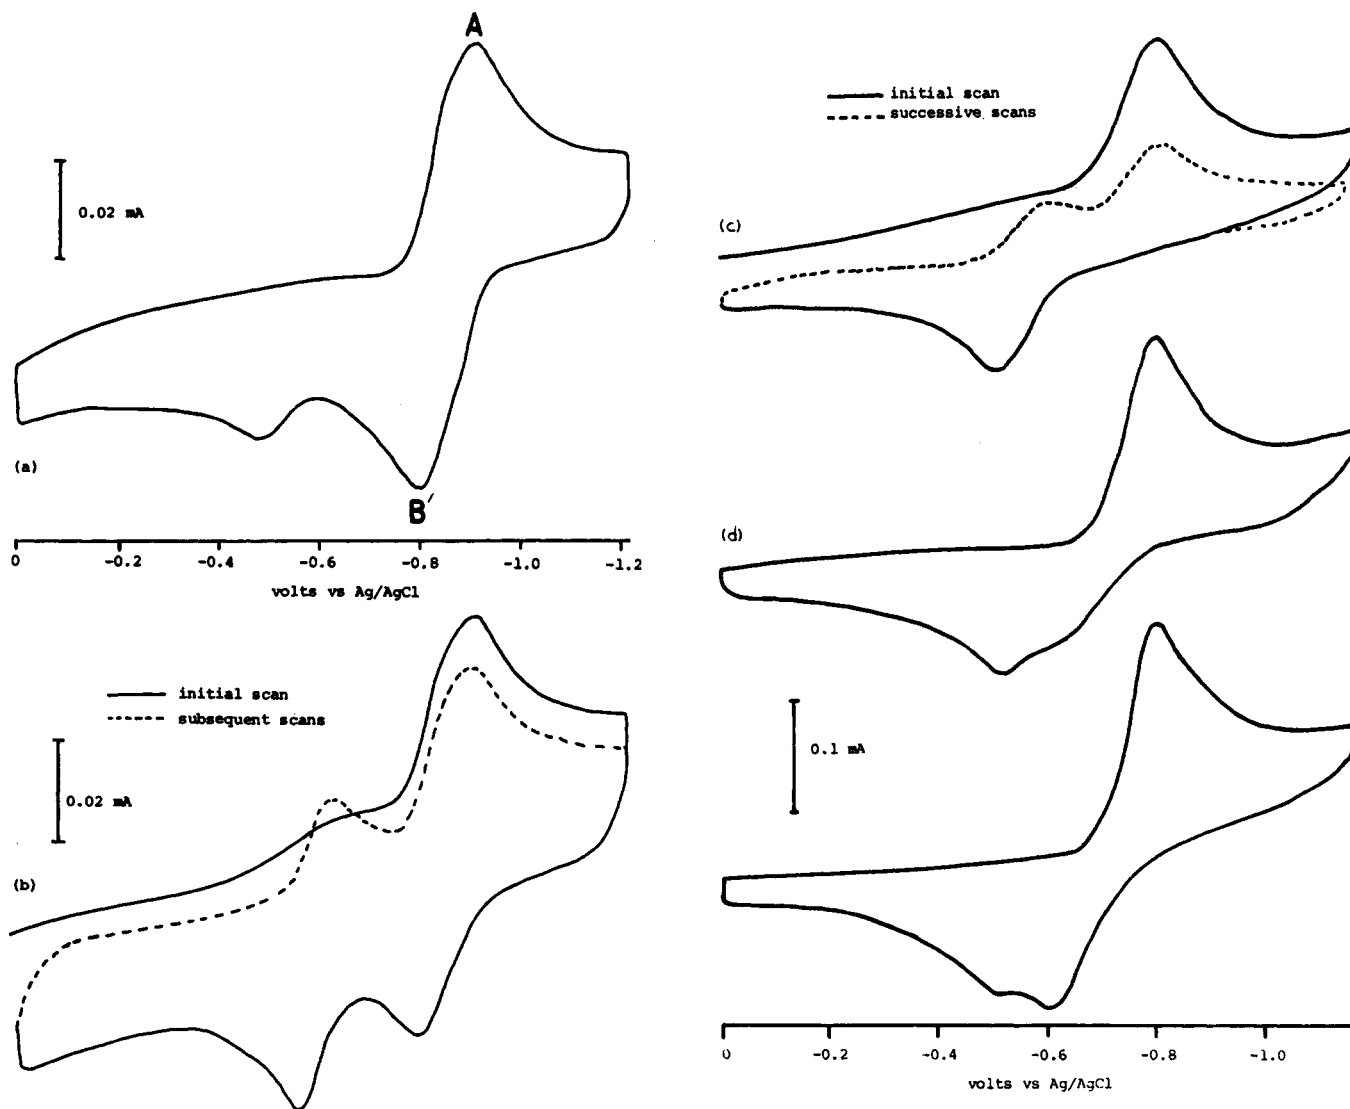 A
0.02 mA
(a)
B'
0 -0.2 -0.4 -0.6 -0.8 -1.0 -1.2
volts vs Ag/AgCl
initial scan
subsequent scans
0.02 mA
(b)
initial scan
successive scans
(c)
(d)
0.1 mA
0 -0.2 -0.4 -0.6 -0.8 -1.0
volts vs Ag/AgCl